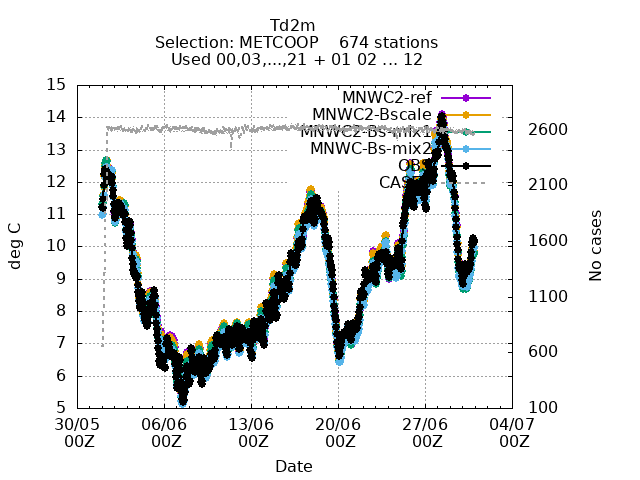 Td2m
Selection: METCOOP 674 stations
Used 00,03,...,21 + 01 02 ... 12
15
14
13
12
11
10
9
8
7
6
5
deg C
MNWC2-ref
MNWC2-Bscale
MNWC2-Bs-mix1
MNWC-Bs-mix2
OBS
CASES
2600
2100
1600
1100
600
100
No cases
30/05 06/06 13/06 20/06 27/06 04/07
00Z 00Z 00Z 00Z 00Z 00Z
Date